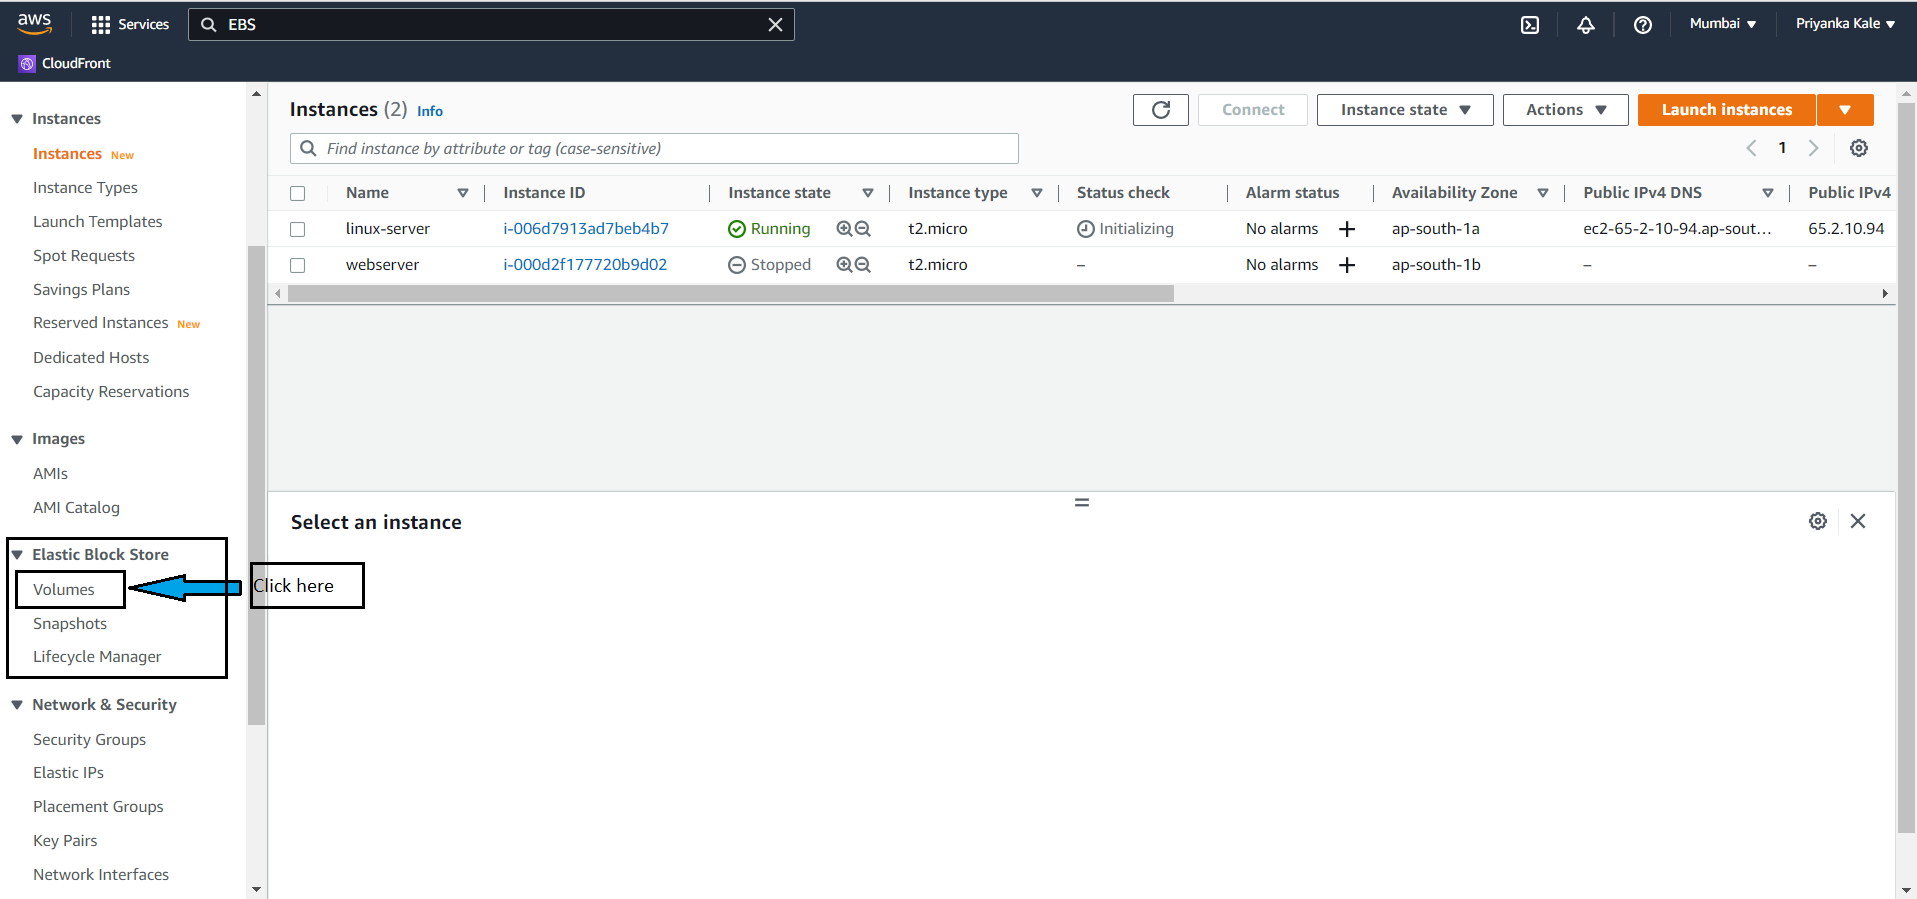 aws Services EBS Mumbai Priyanka Kale
CloudFront
Instances
Instances New
Instance Types
Launch Templates
Spot Requests
Savings Plans
Reserved Instances New
Dedicated Hosts
Capacity Reservations
Images
AMIs
AMI Catalog
Elastic Block Store
Volumes
Click here
Snapshots
Lifecycle Manager
Network & Security
Security Groups
Elastic IPs
Placement Groups
Key Pairs
Network Interfaces
Instances (2) Info
Connect Instance state Actions Launch instances
Find instance by attribute or tag (case-sensitive) 1
Name Instance ID Instance state Instance type Status check Alarm status Availability Zone Public IPv4 DNS Public IPv4
linux-server i-006d7913ad7beb4b7 Running t2.micro Initializing No alarms + ap-south-1a ec2-65-2-10-94.ap-sout... 65.2.10.94
webserver i-000d2f177720b9d02 Stopped t2.micro – No alarms + ap-south-1b – –
Select an instance